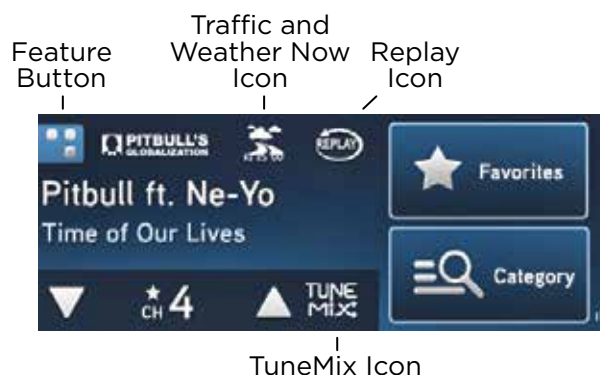 Feature
Button
Traffic and
Weather Now
Icon
Replay
Icon
PITBULL'S
GLOBALIZATION
REPLAY
Pitbull ft. Ne-Yo
Time of Our Lives
CH 4
TUNE
MIX
Favorites
Category
TuneMix Icon